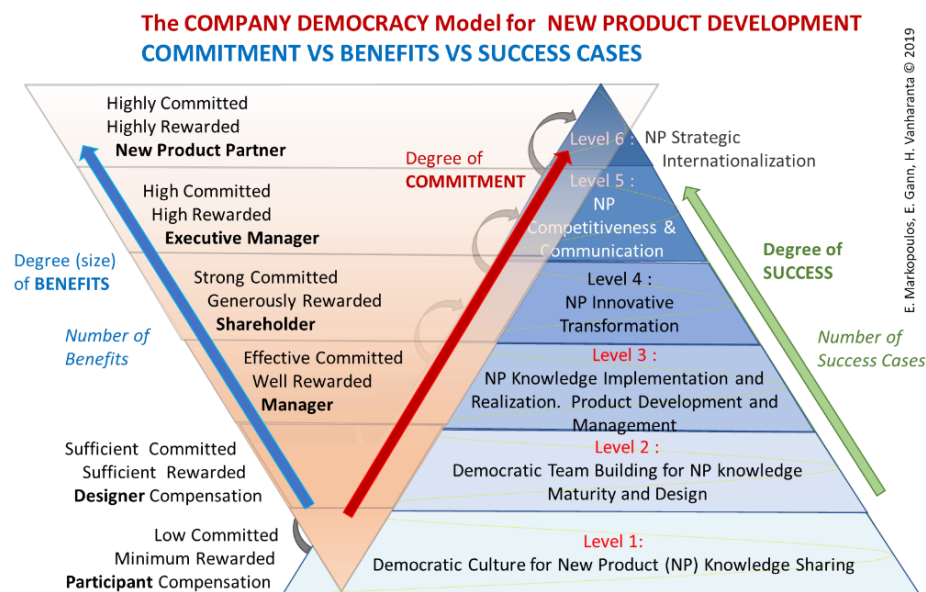 The COMPANY DEMOCRACY Model for NEW PRODUCT DEVELOPMENT
COMMITMENT VS BENEFITS VS SUCCESS CASES
E. Markopoulos, E. Gann, H. Vanharanta © 2019
Highly Committed
Highly Rewarded
New Product Partner
High Committed
High Rewarded
Executive Manager
Strong Committed
Generously Rewarded
Shareholder
Effective Committed
Well Rewarded
Manager
Sufficient Committed
Sufficient Rewarded
Designer Compensation
Low Committed
Minimum Rewarded
Participant Compensation
Degree (size)
of BENEFITS
Number of
Benefits
Degree of
COMMITMENT
Level 6 : NP Strategic
Internationalization
Level 5 :
NP
Competitiveness &
Communication
Level 4 :
NP Innovative
Transformation
Level 3 :
NP Knowledge Implementation and
Realization. Product Development and
Management
Level 2 :
Democratic Team Building for NP knowledge
Maturity and Design
Level 1:
Democratic Culture for New Product (NP) Knowledge Sharing
Degree of
SUCCESS
Number of
Success Cases